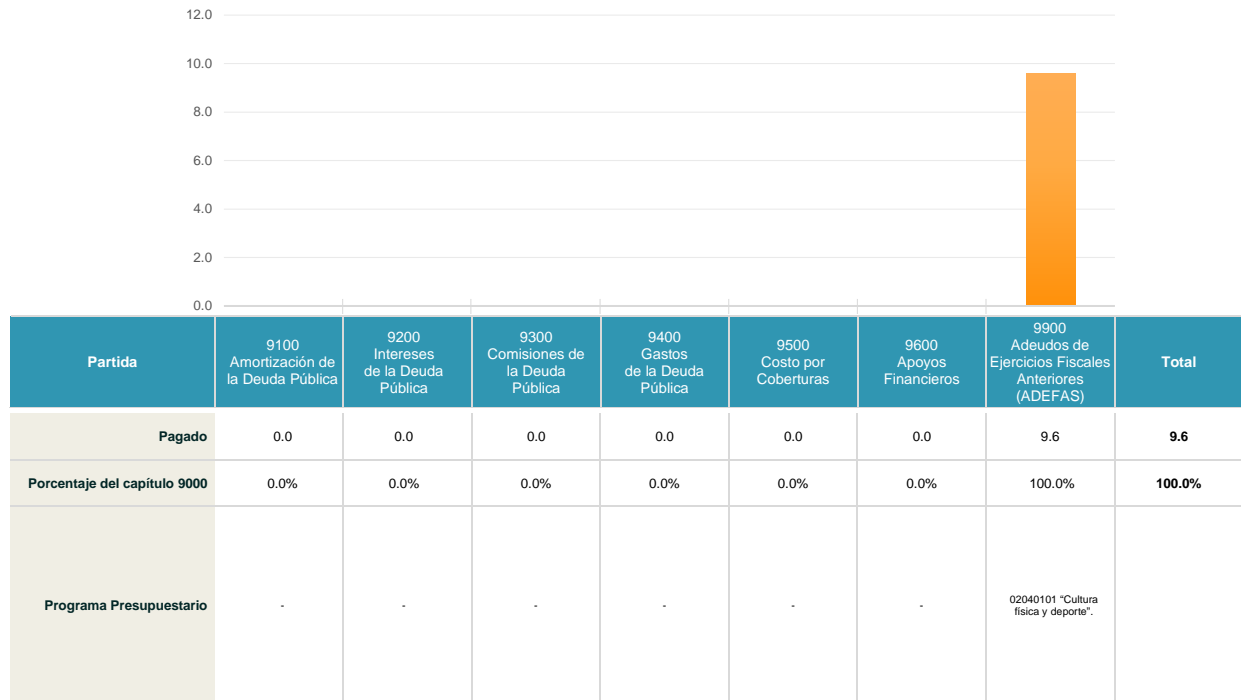 12.0
10.0
8.0
6.0
4.0
2.0
0.0
Partida
9100
Amortización de
la Deuda Pública
9200
Intereses
de la Deuda
Pública
9300
Comisiones de
la Deuda
Pública
9400
Gastos
de la Deuda
Pública
9500
Costo por
Coberturas
9600
Apoyos
Financieros
9900
Adeudos de
Ejercicios Fiscales
Anteriores
(ADEFAS)
Total
Pagado 0.0 0.0 0.0 0.0 0.0 0.0 9.6 9.6
Porcentaje del capítulo 9000 0.0% 0.0% 0.0% 0.0% 0.0% 0.0% 100.0% 100.0%
Programa Presupuestario - - - - - -
02040101 “Cultura
física y deporte”.